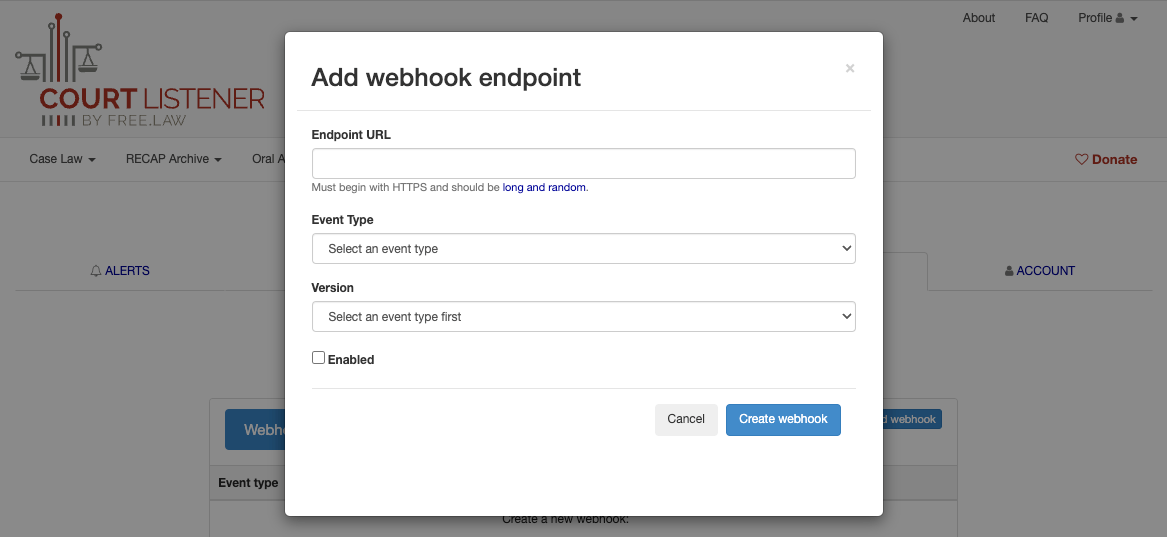 About FAQ Profile
COURT LISTENER
BY FREE.LAW
Case Law RECAP Archive Oral A
Donate
ALERTS
ACCOUNT
Add webhook endpoint
×
Endpoint URL
Must begin with HTTPS and should be long and random.
Event Type
Select an event type
Version
Select an event type first
Enabled
Cancel Create webhook
Webh
d webhook
Event type
Create a new webhook: